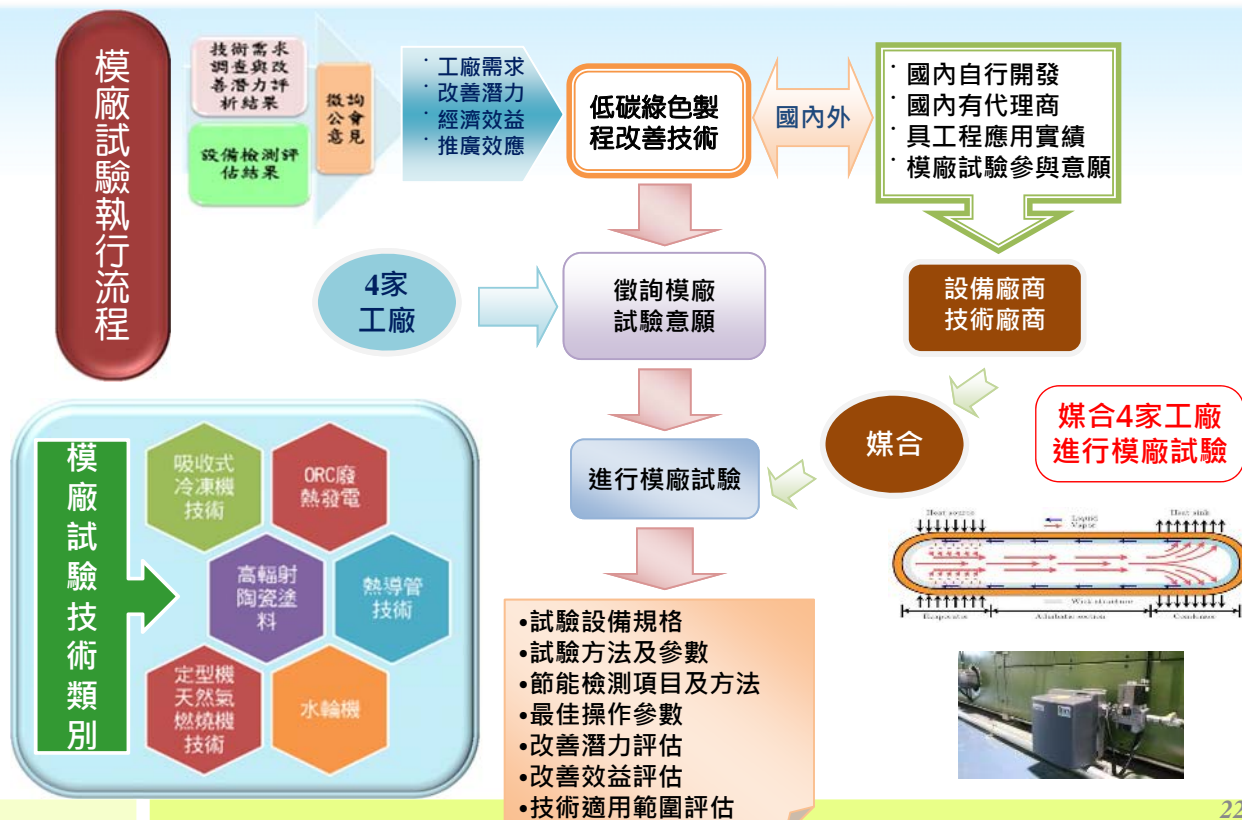 模廠試驗執行流程
技術需求
調查與改
善潛力評
析結果
設備檢測評
估結果
徵詢
公會
意見
˙工廠需求
˙改善潛力
˙經濟效益
˙推廣效應
低碳綠色製
程改善技術
國內外
˙國內自行開發
˙國內有代理商
˙具工程應用實績
˙模廠試驗參與意願
4家
工廠
徵詢模廠
試驗意願
設備廠商
技術廠商
媒合
媒合4家工廠
進行模廠試驗
進行模廠試驗
模廠試驗技術類別
吸收式
冷凍機
技術
ORC廢
熱發電
高輻射
陶瓷塗
料
熱導管
技術
定型機
天然氣
燃燒機
技術
水輪機
Heat source
Liquid
Vapor
Heat sink
Wick structure
Evaporator
Adiabatic section
Condenser
•試驗設備規格
•試驗方法及參數
•節能檢測項目及方法
•最佳操作參數
•改善潛力評估
•改善效益評估
•技術適用範圍評估
22